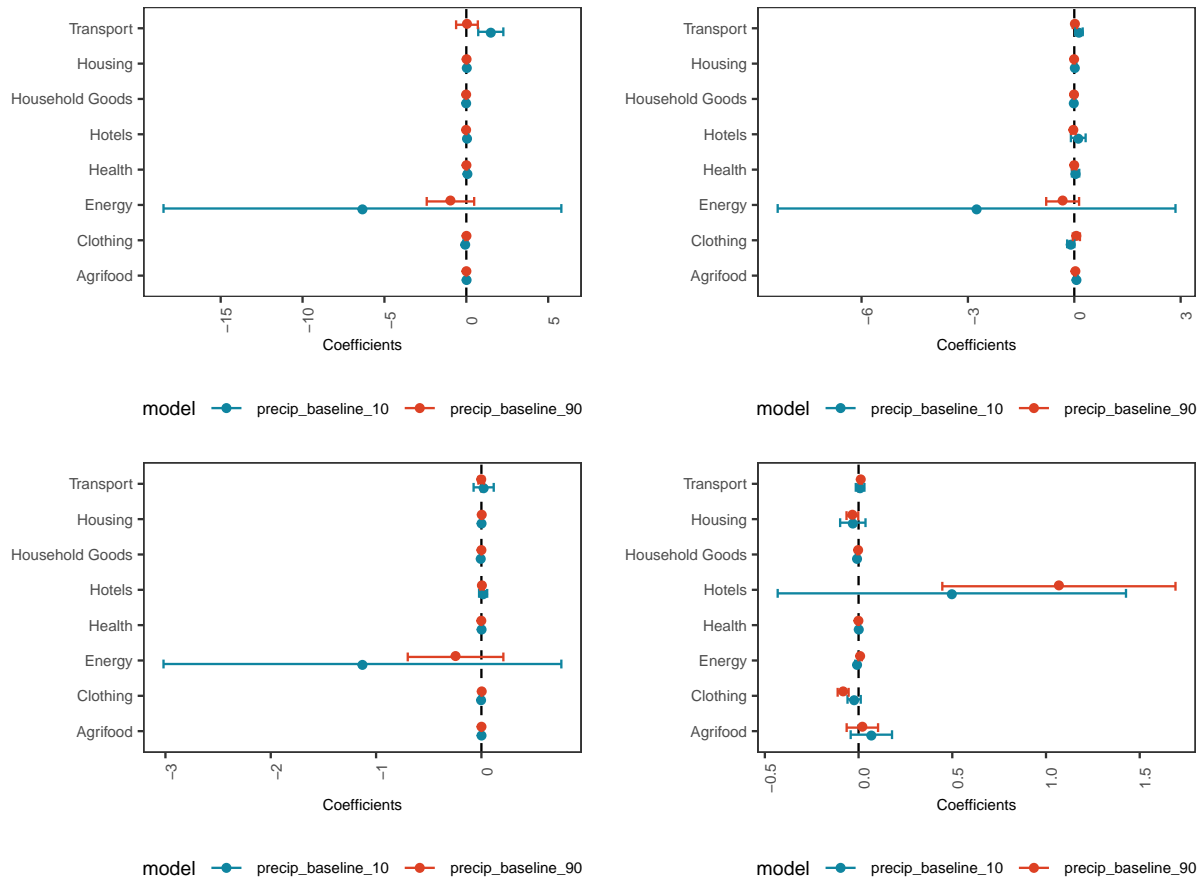 Transport
Housing
Household Goods
Hotels
Health
Energy
Clothing
Agrifood
−15
−10
−5
0
5
Coefficients
model precip_baseline_10 precip_baseline_90
Transport
Housing
Household Goods
Hotels
Health
Energy
Clothing
Agrifood
−6
−3
0
3
Coefficients
model precip_baseline_10 precip_baseline_90
Transport
Housing
Household Goods
Hotels
Health
Energy
Clothing
Agrifood
−3
−2
−1
0
Coefficients
model precip_baseline_10 precip_baseline_90
Transport
Housing
Household Goods
Hotels
Health
Energy
Clothing
Agrifood
−0.5
0.0
0.5
1.0
1.5
Coefficients
model precip_baseline_10 precip_baseline_90